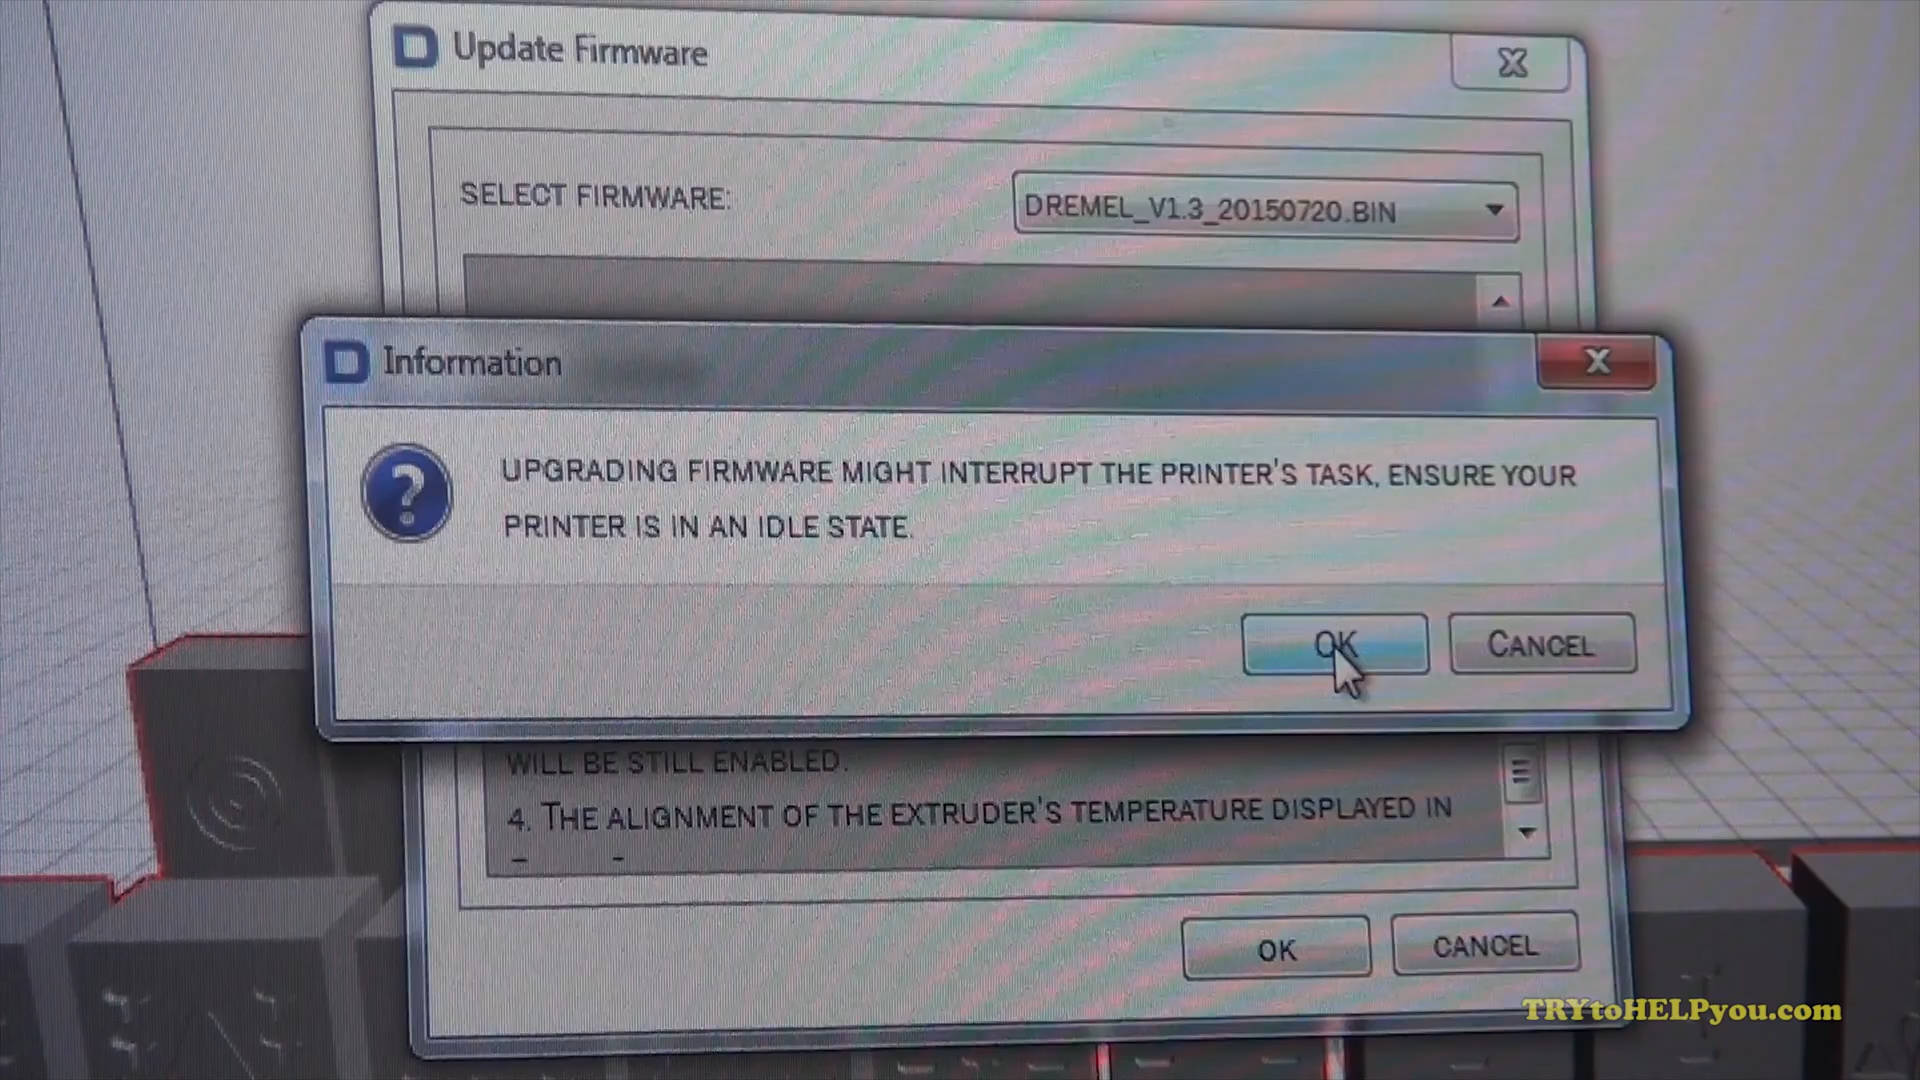 Update Firmware
SELECT FIRMWARE:
DREMEL_V1.3_20150720.BIN
Information
UPGRADING FIRMWARE MIGHT INTERRUPT THE PRINTER'S TASK, ENSURE YOUR
PRINTER IS IN AN IDLE STATE.
OK
CANCEL
WILL BE STILL ENABLED.
4. THE ALIGNMENT OF THE EXTRUDER'S TEMPERATURE DISPLAYED IN
OK
CANCEL
TRYtoHELPyou.com